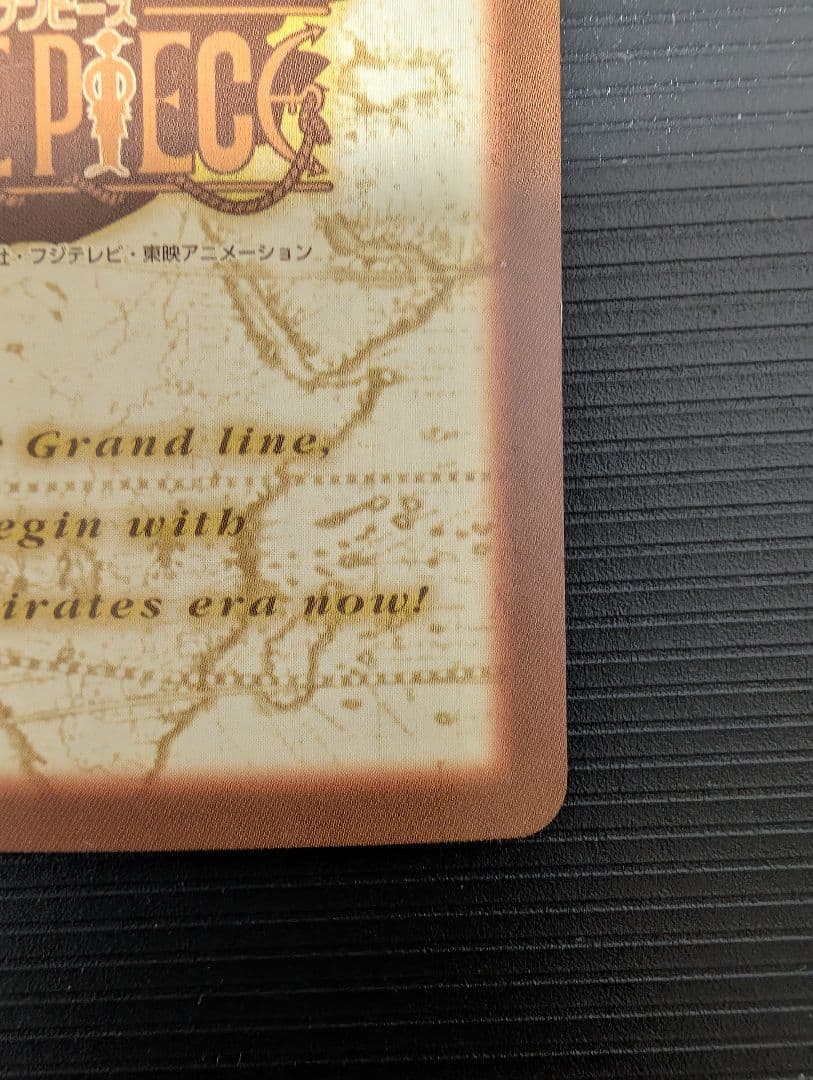 ワンピース
E PIECE
社・フジテレビ・東映アニメーション
Grand line,
egin with
irates era now!